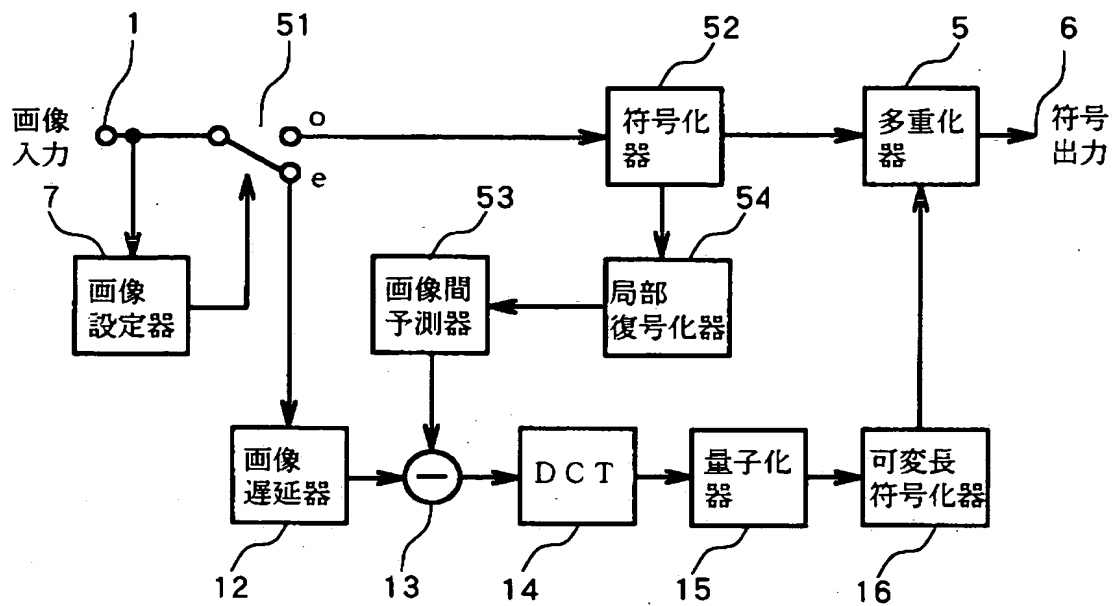 1
51
52
5
6
画像
入力
o
e
符号化
器
多重化
器
符号
出力
7
53
54
画像
設定器
画像間
予測器
局部
復号化器
画像
遅延器
－
DCT
量子化
器
可変長
符号化器
12
13
14
15
16